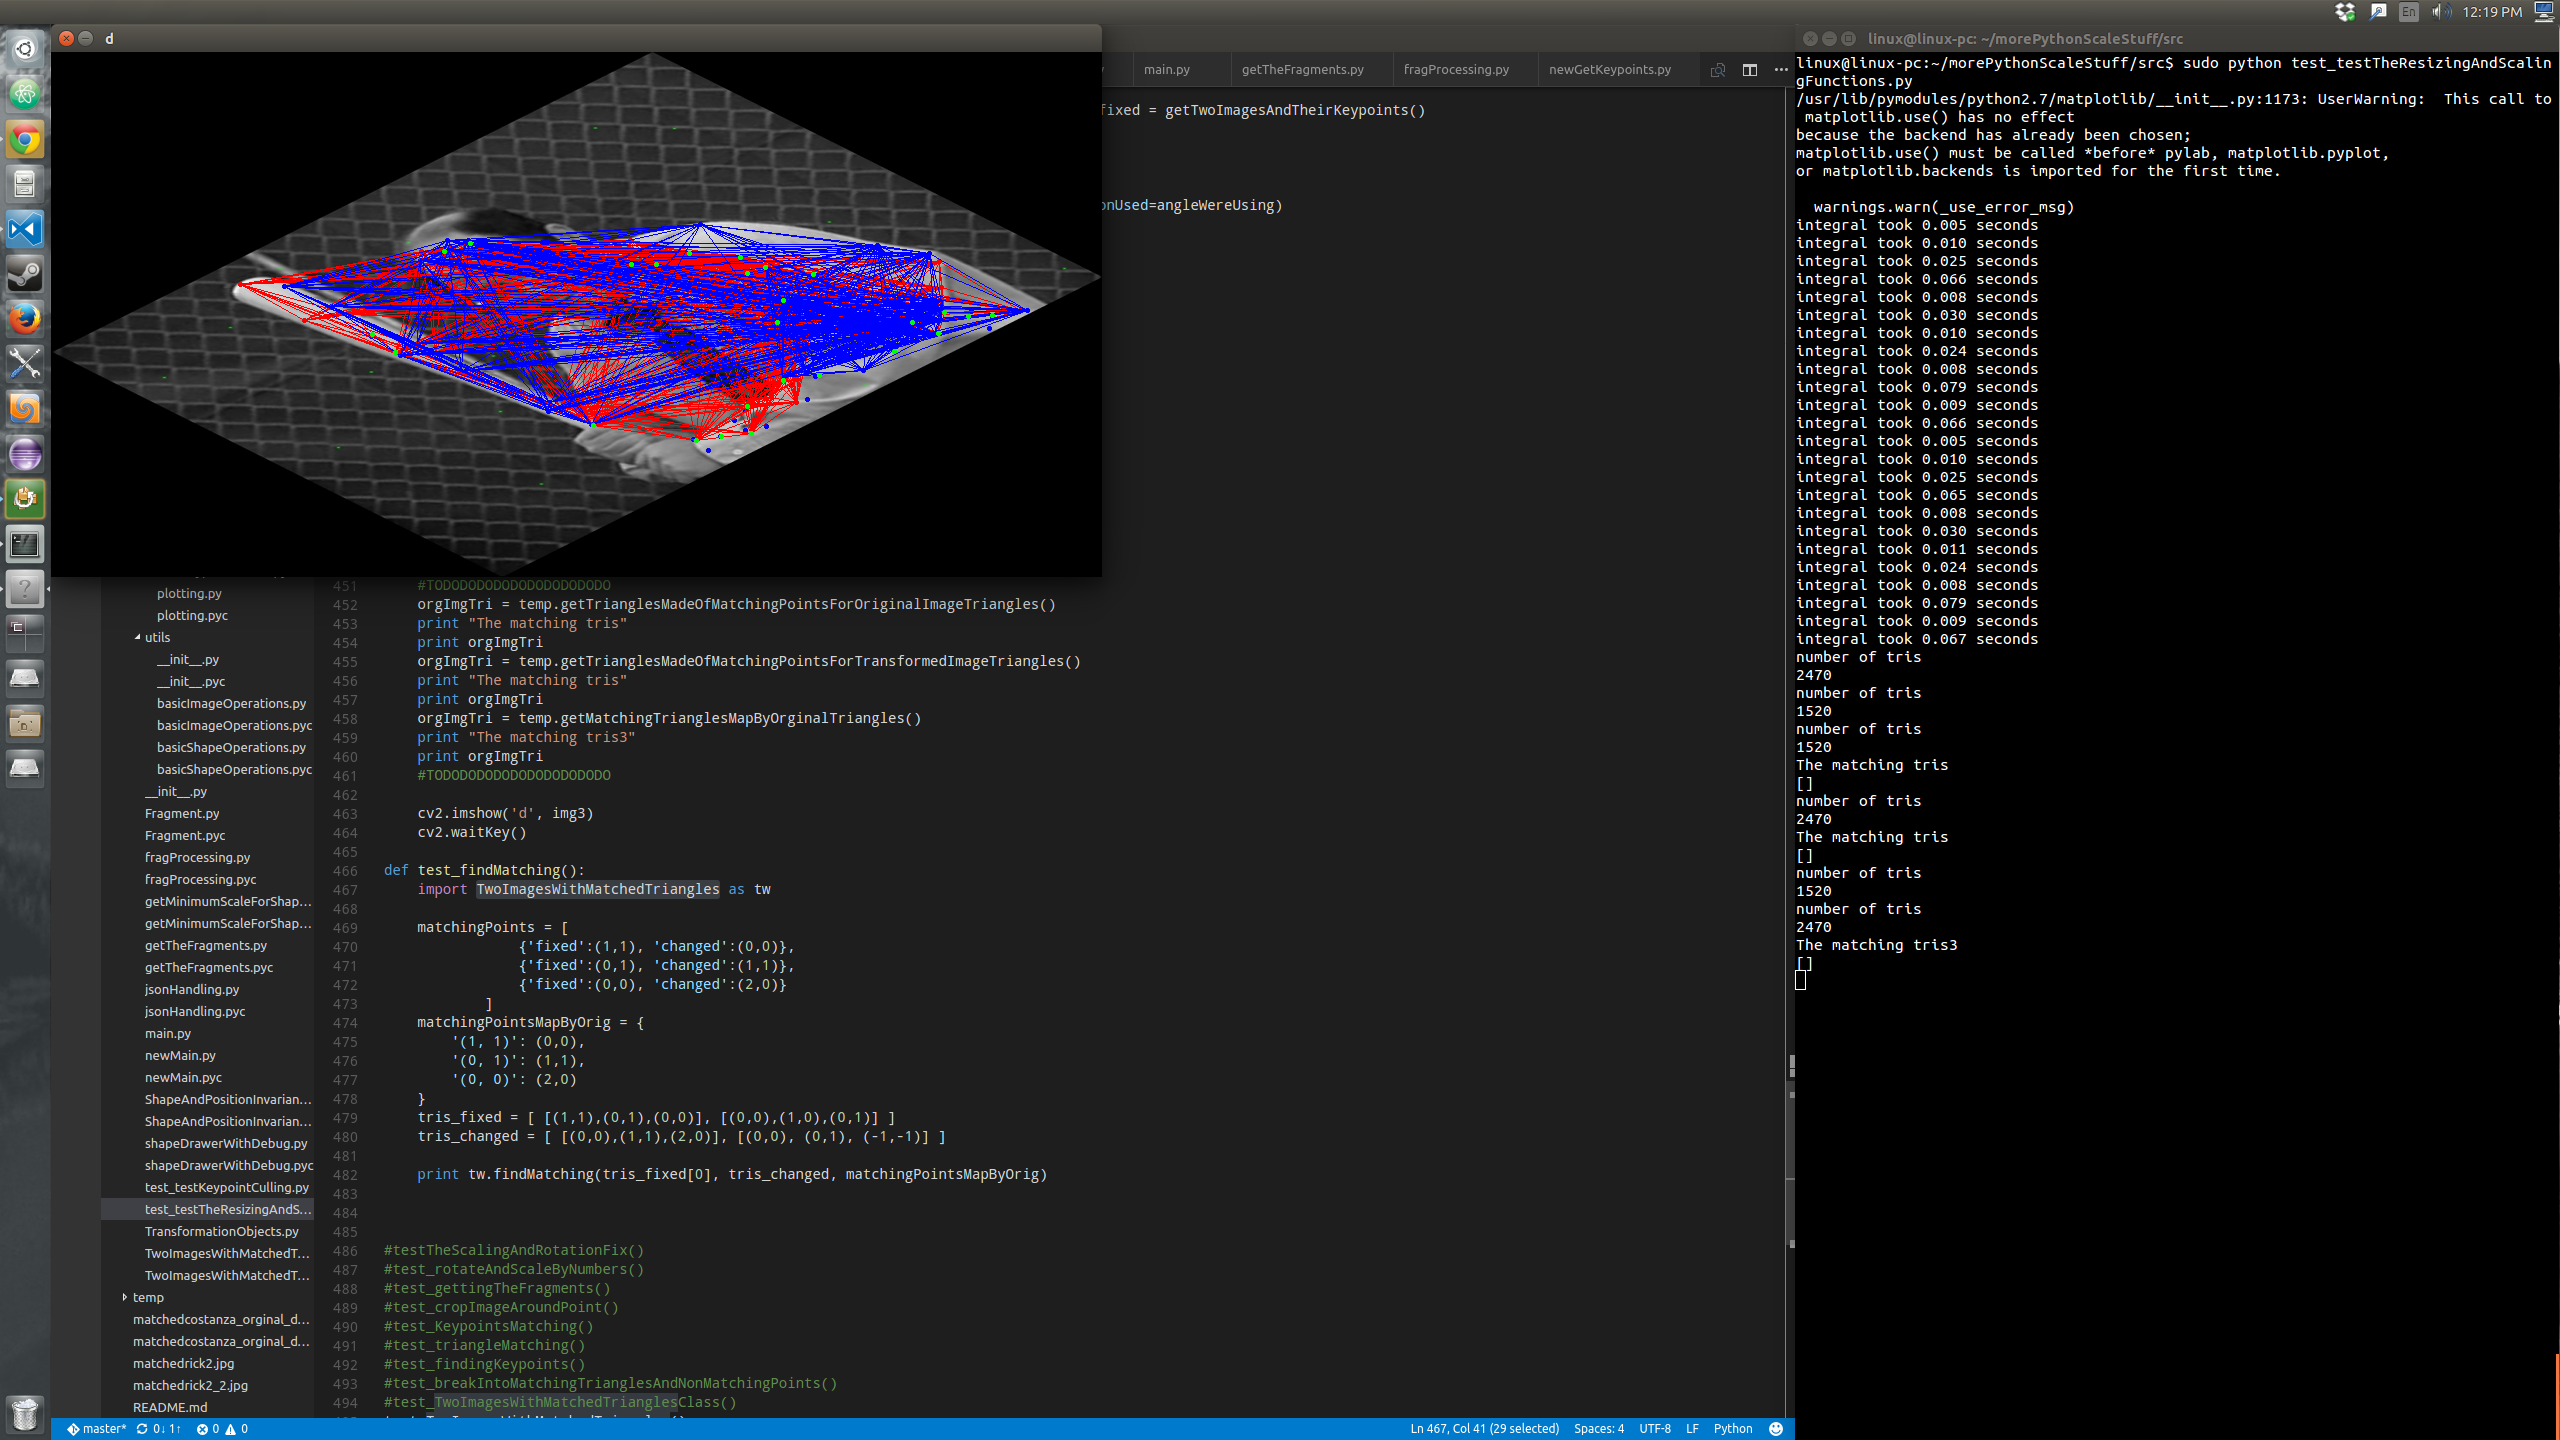 En
12:19 PM
d
main.py
getTheFragments.py
fragProcessing.py
newGetKeypoints.py
fixed = getTwoImagesAndTheirKeypoints()
onUsed=angleWereUsing)
plotting.py
plotting.pyc
utils
__init__.py
__init__.pyc
basicImageOperations.py
basicImageOperations.pyc
basicShapeOperations.py
basicShapeOperations.pyc
__init__.py
Fragment.py
Fragment.pyc
fragProcessing.py
fragProcessing.pyc
getMinimumScaleForShap...
getMinimumScaleForShap...
getTheFragments.py
getTheFragments.pyc
jsonHandling.py
jsonHandling.pyc
main.py
newMain.py
newMain.pyc
ShapeAndPositionInvarian...
ShapeAndPositionInvarian...
shapeDrawerWithDebug.py
shapeDrawerWithDebug.pyc
test_testKeypointCulling.py
test_testTheResizingAndS...
TransformationObjects.py
TwoImagesWithMatchedT...
TwoImagesWithMatchedT...
temp
matchedcostanza_orginal_d...
matchedcostanza_orginal_d...
matchedrick2.jpg
matchedrick2_2.jpg
README.md
451 #TODODODODODODODODODODO
452 orgImgTri = temp.getTrianglesMadeOfMatchingPointsForOriginalImageTriangles()
453 print "The matching tris"
454 print orgImgTri
455 orgImgTri = temp.getTrianglesMadeOfMatchingPointsForTransformedImageTriangles()
456 print "The matching tris"
457 print orgImgTri
458 orgImgTri = temp.getMatchingTrianglesMapByOrginalTriangles()
459 print "The matching tris3"
460 print orgImgTri
461 #TODODODODODODODODODODO
462
463 cv2.imshow('d', img3)
464 cv2.waitKey()
465
466 def test_findMatching():
467 import TwoImagesWithMatchedTriangles as tw
468
469 matchingPoints = [
470 {'fixed':(1,1), 'changed':(0,0)},
471 {'fixed':(0,1), 'changed':(1,1)},
472 {'fixed':(0,0), 'changed':(2,0)}
473 ]
474 matchingPointsMapByOrig = {
475 '(1, 1)': (0,0),
476 '(0, 1)': (1,1),
477 '(0, 0)': (2,0)
478 }
479 tris_fixed = [ [(1,1),(0,1),(0,0)], [(0,0),(1,0),(0,1)] ]
480 tris_changed = [ [(0,0),(1,1),(2,0)], [(0,0), (0,1), (-1,-1)] ]
481
482 print tw.findMatching(tris_fixed[0], tris_changed, matchingPointsMapByOrig)
483
484
485
486 #testTheScalingAndRotationFix()
487 #test_rotateAndScaleByNumbers()
488 #test_gettingTheFragments()
489 #test_cropImageAroundPoint()
490 #test_KeypointsMatching()
491 #test_triangleMatching()
492 #test_findingKeypoints()
493 #test_breakIntoMatchingTrianglesAndNonMatchingPoints()
494 #test_TwoImagesWithMatchedTrianglesClass()
master* 0↓ 1↑ 0 0
Ln 467, Col 41 (29 selected) Spaces: 4 UTF-8 LF Python
linux@linux-pc: ~/morePythonScaleStuff/src
linux@linux-pc:~/morePythonScaleStuff/src$ sudo python test_testTheResizingAndScalin
gFunctions.py
/usr/lib/pymodules/python2.7/matplotlib/__init__.py:1173: UserWarning:  This call to
 matplotlib.use() has no effect
because the backend has already been chosen;
matplotlib.use() must be called *before* pylab, matplotlib.pyplot,
or matplotlib.backends is imported for the first time.
warnings.warn(_use_error_msg)
integral took 0.005 seconds
integral took 0.010 seconds
integral took 0.025 seconds
integral took 0.066 seconds
integral took 0.008 seconds
integral took 0.030 seconds
integral took 0.010 seconds
integral took 0.024 seconds
integral took 0.008 seconds
integral took 0.079 seconds
integral took 0.009 seconds
integral took 0.066 seconds
integral took 0.005 seconds
integral took 0.010 seconds
integral took 0.025 seconds
integral took 0.065 seconds
integral took 0.008 seconds
integral took 0.030 seconds
integral took 0.011 seconds
integral took 0.024 seconds
integral took 0.008 seconds
integral took 0.079 seconds
integral took 0.009 seconds
integral took 0.067 seconds
number of tris
2470
number of tris
1520
number of tris
1520
The matching tris
[]
number of tris
2470
The matching tris
[]
number of tris
1520
number of tris
2470
The matching tris3
[]